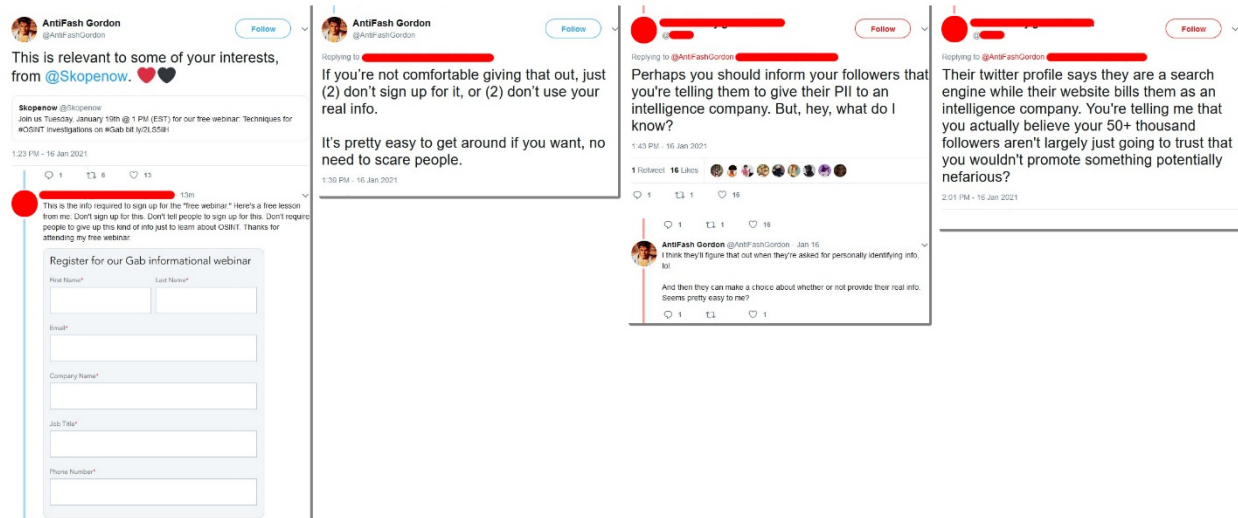 AntiFash Gordon
@AntiFashGordon
Follow
This is relevant to some of your interests,
from @Skopenow. ❤️🖤
Skopenow @Skopenow
Join us Tuesday, January 19th @ 1 PM (EST) for our free webinar: Techniques for
#OSINT Investigations on #Gab bit.ly/2LS5liH
1:23 PM - 16 Jan 2021
1 6 13
13m
This is the info required to sign up for the "free webinar." Here's a free lesson
from me: Don't sign up for this. Don't tell people to sign up for this. Don't require
people to give up this kind of info just to learn about OSINT. Thanks for
attending my free webinar.
Register for our Gab informational webinar
First Name* Last Name*
Email*
Company Name*
Job Title*
Phone Number*
AntiFash Gordon
@AntiFashGordon
Follow
Replying to
If you're not comfortable giving that out, just
(2) don't sign up for it, or (2) don't use your
real info.
It's pretty easy to get around if you want, no
need to scare people.
1:39 PM - 16 Jan 2021
@
Follow
Replying to @AntiFashGordon
Perhaps you should inform your followers that
you're telling them to give their PII to an
intelligence company. But, hey, what do I
know?
1:43 PM - 16 Jan 2021
1 Retweet 16 Likes
1 1 16
1 1 16
AntiFash Gordon @AntiFashGordon · Jan 16
I think they'll figure that out when they're asked for personally identifying info,
lol.
And then they can make a choice about whether or not provide their real info.
Seems pretty easy to me?
1 1
@
Follow
Replying to @AntiFashGordon
Their twitter profile says they are a search
engine while their website bills them as an
intelligence company. You're telling me that
you actually believe your 50+ thousand
followers aren't largely just going to trust that
you wouldn't promote something potentially
nefarious?
2:01 PM - 16 Jan 2021